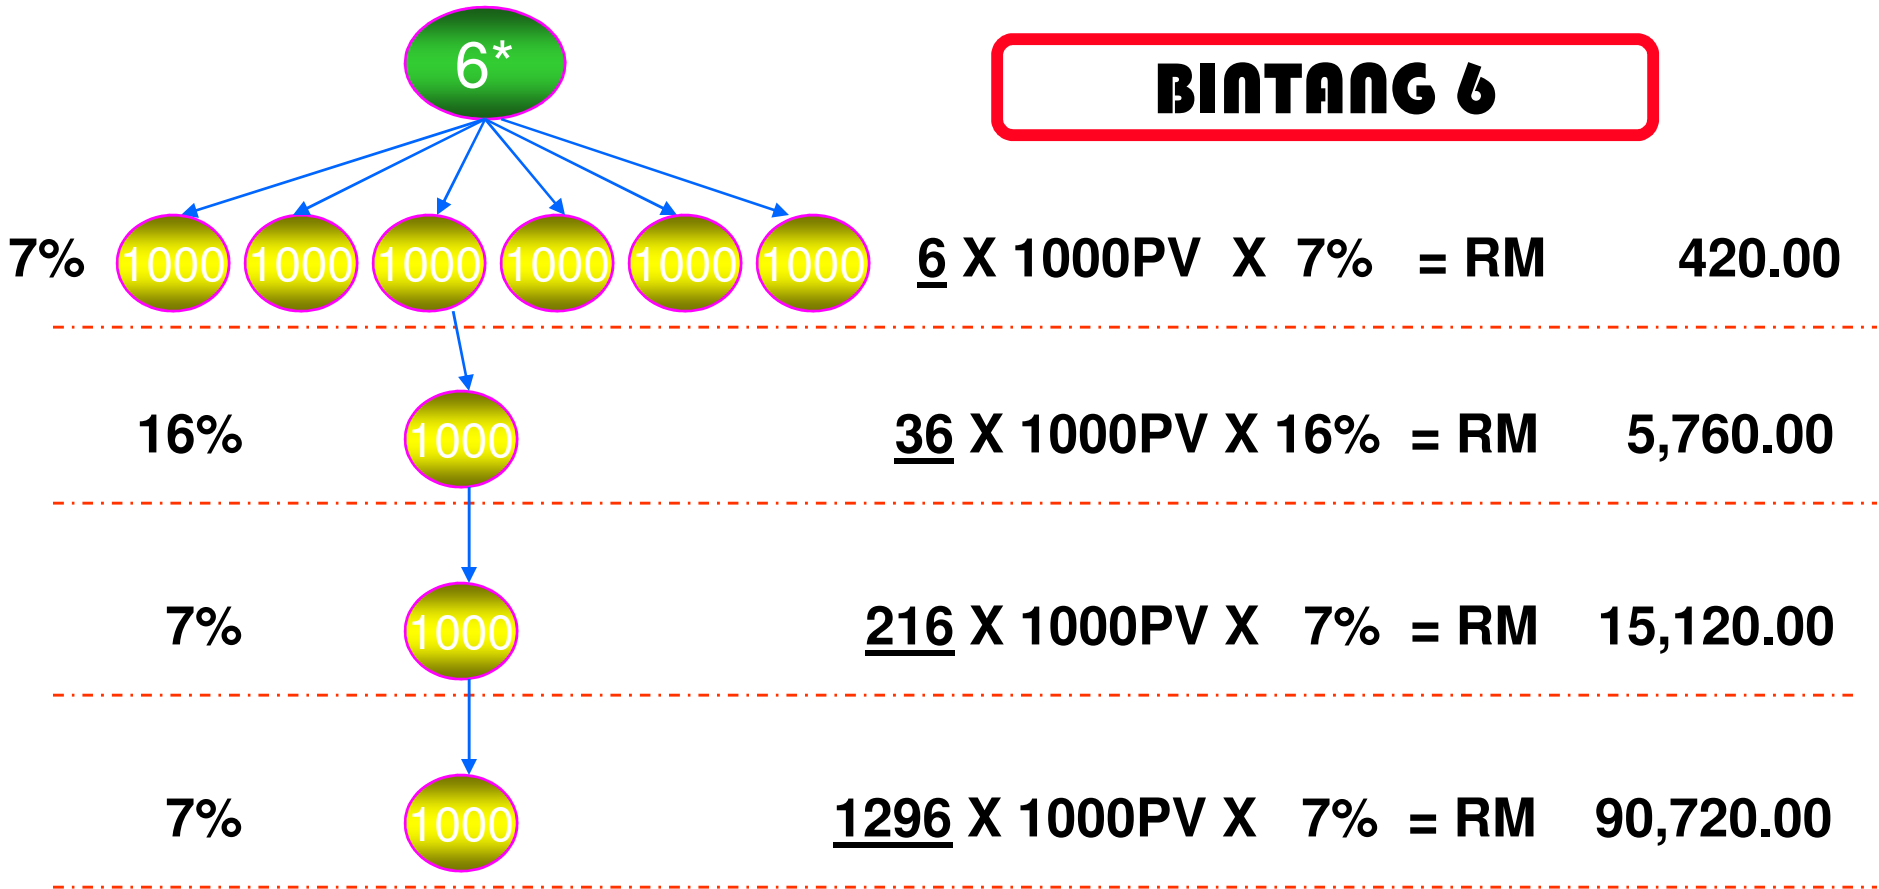 6*
BINTANG 6
7% 1000 1000 1000 1000 1000 1000 6 X 1000PV X 7% = RM 420.00
16% 1000 36 X 1000PV X 16% = RM 5,760.00
7% 1000 216 X 1000PV X 7% = RM 15,120.00
7% 1000 1296 X 1000PV X 7% = RM 90,720.00